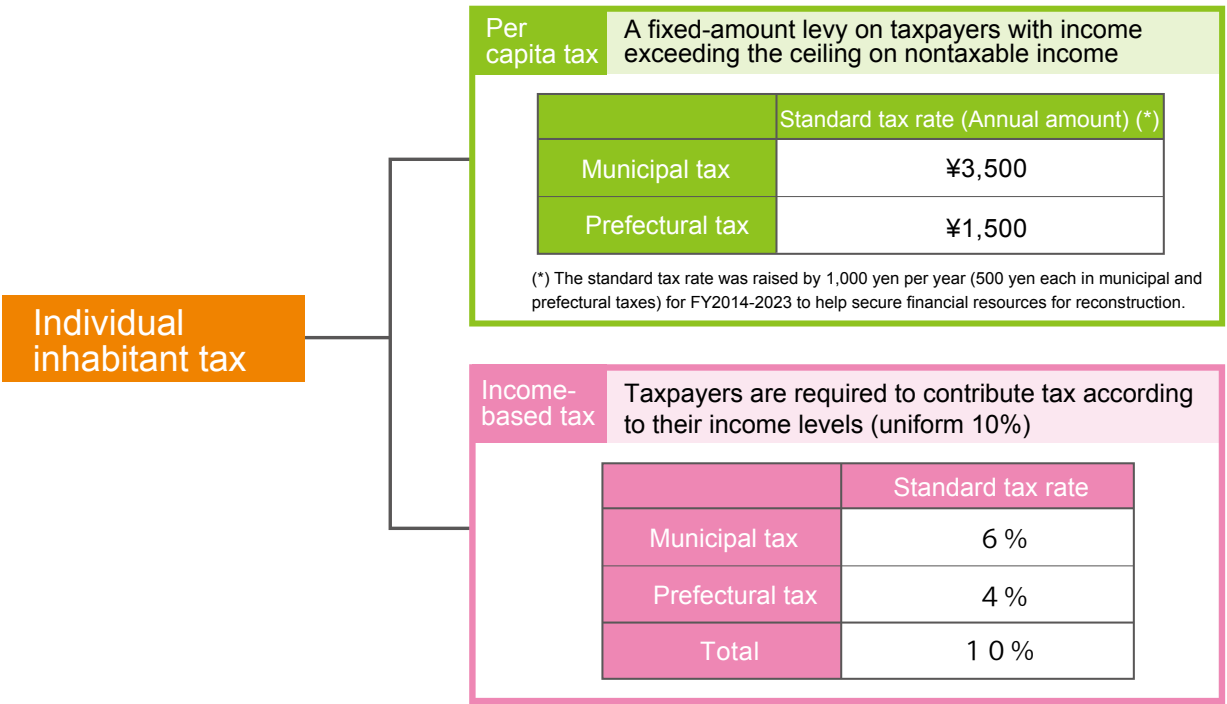 Individual
inhabitant tax
Per
capita tax
A fixed-amount levy on taxpayers with income
exceeding the ceiling on nontaxable income
Standard tax rate (Annual amount) (*)
Municipal tax
¥3,500
Prefectural tax
¥1,500
(*) The standard tax rate was raised by 1,000 yen per year (500 yen each in municipal and
prefectural taxes) for FY2014-2023 to help secure financial resources for reconstruction.
Income-
based tax
Taxpayers are required to contribute tax according
to their income levels (uniform 10%)
Standard tax rate
Municipal tax
6%
Prefectural tax
4%
Total
10%